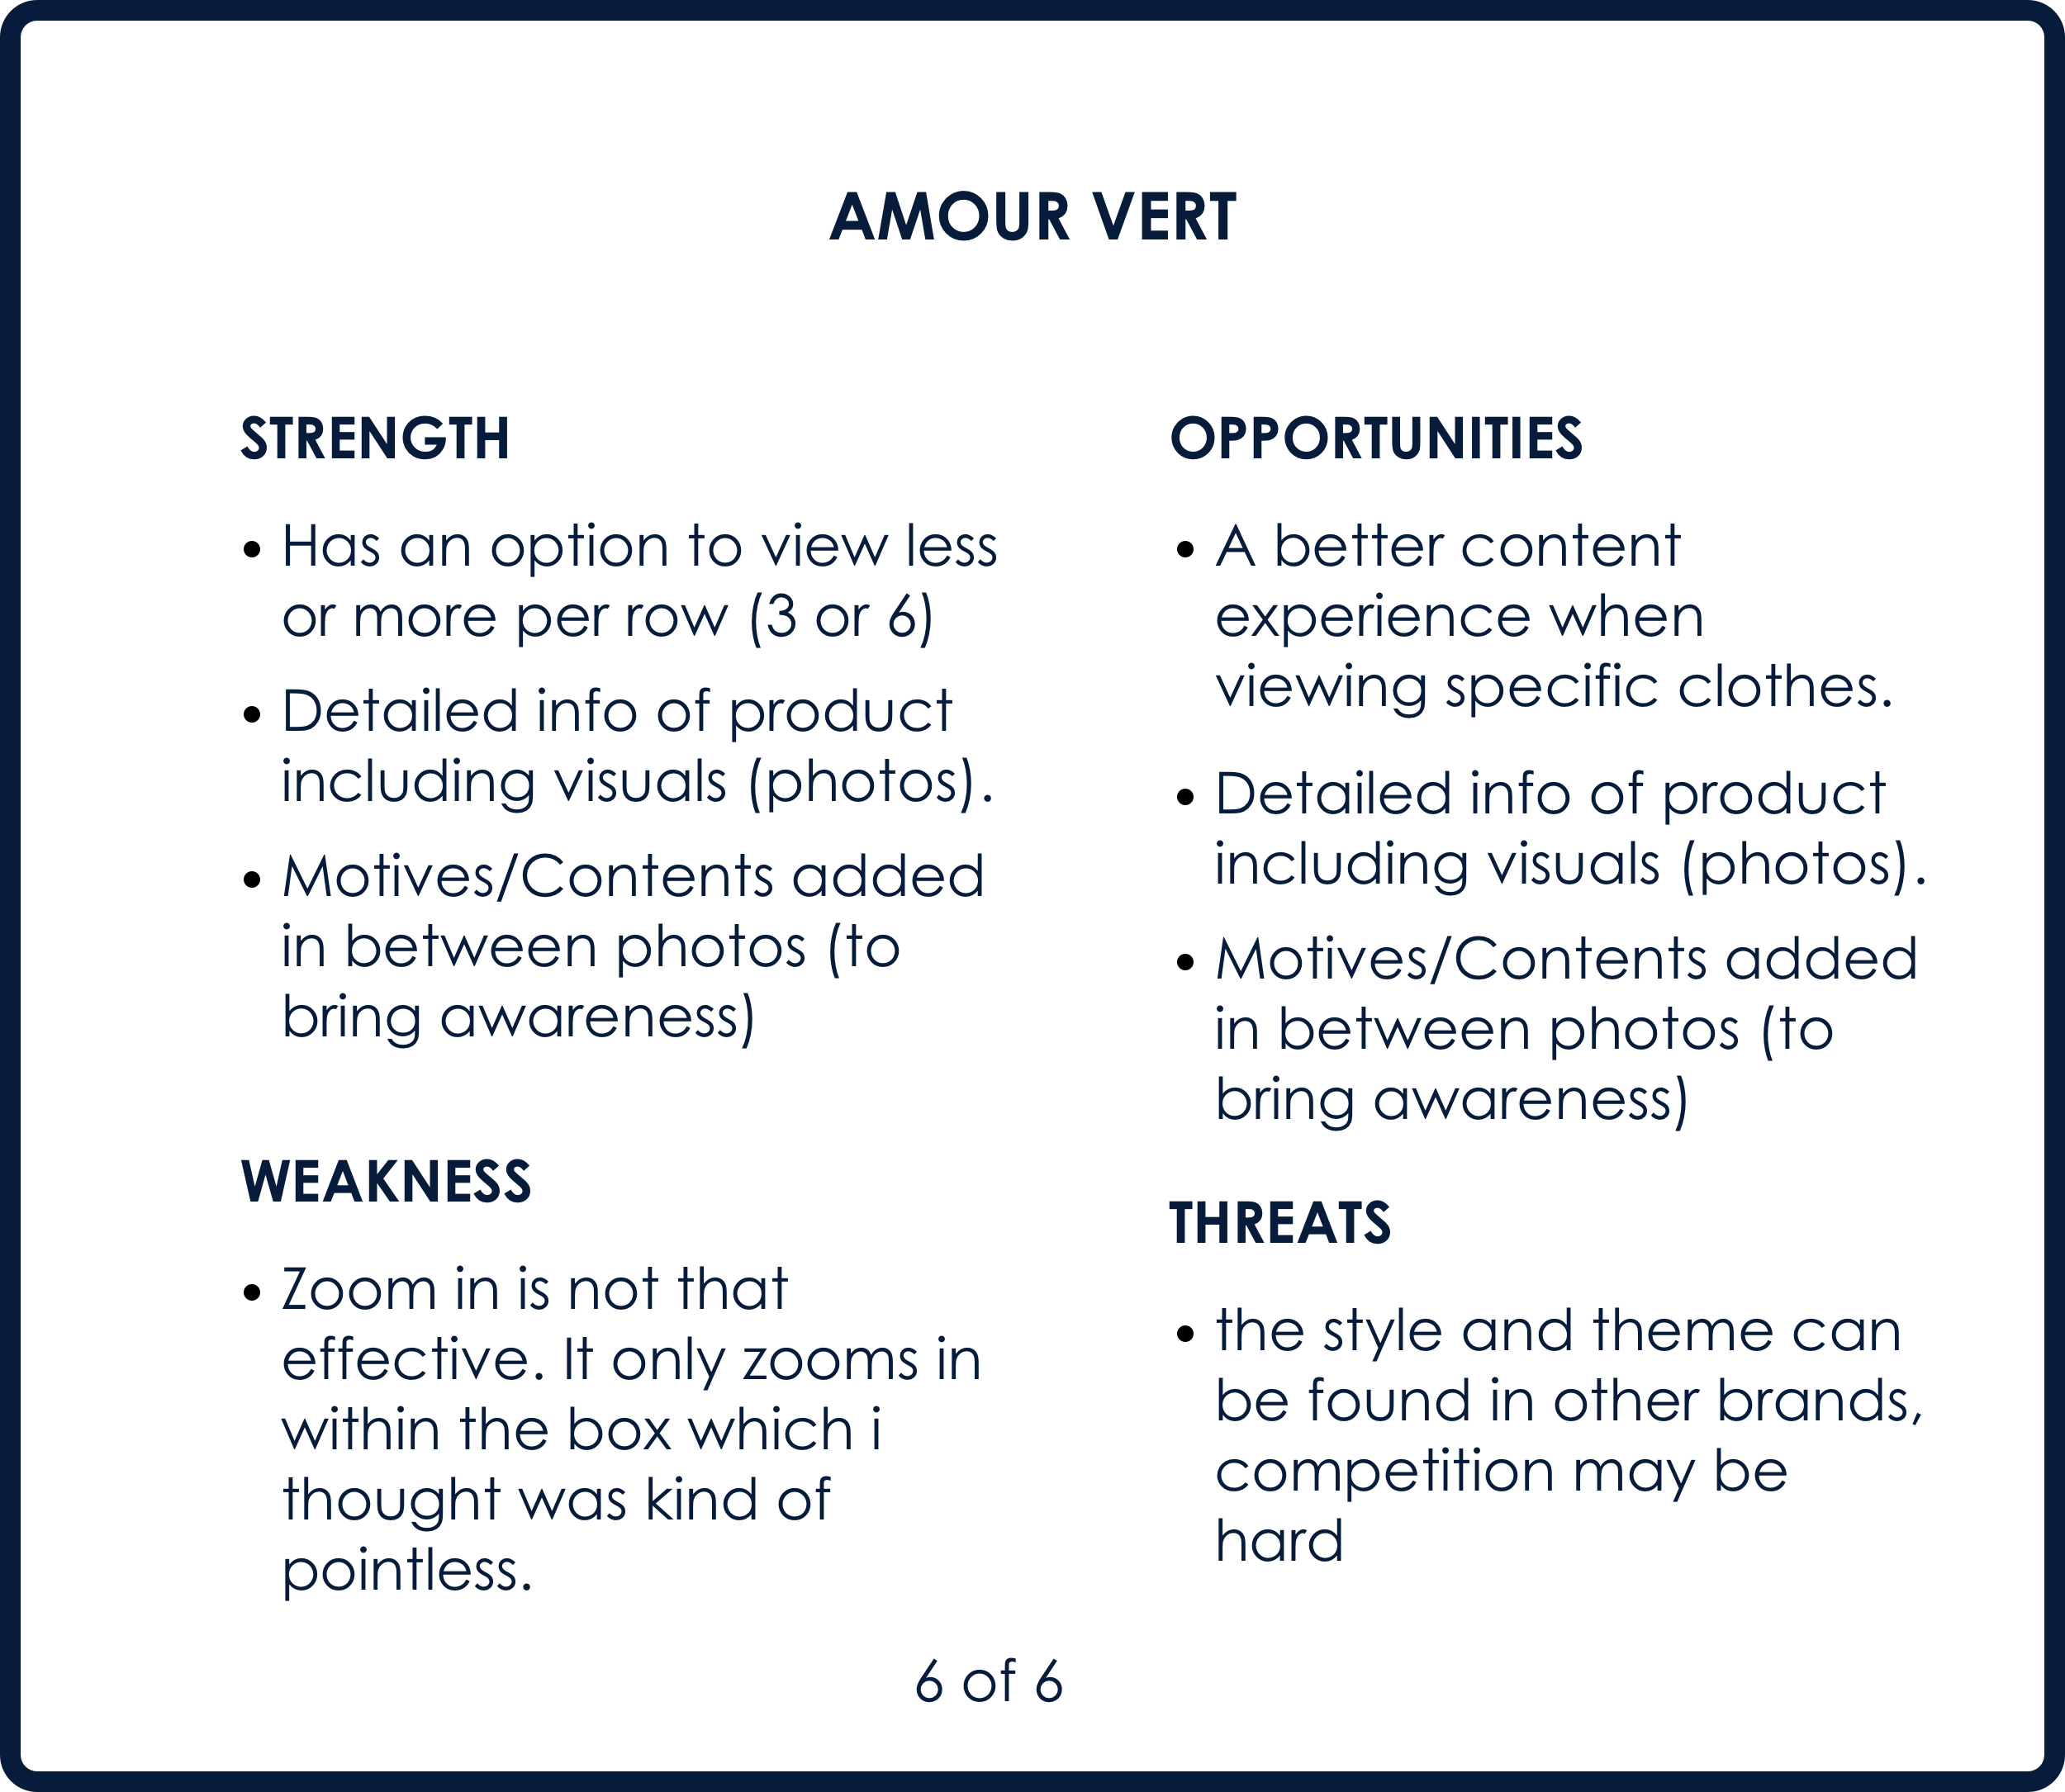 AMOUR VERT
STRENGTH
• Has an option to view less
or more per row (3 or 6)
• Detailed info of product
including visuals (photos).
• Motives/Contents added
in between photos (to
bring awareness)
WEAKNESS
• Zoom in is not that
effective. It only zooms in
within the box which i
thought was kind of
pointless.
OPPORTUNITIES
• A better content
experience when
viewing specific clothes.
• Detailed info of product
including visuals (photos).
• Motives/Contents added
in between photos (to
bring awareness)
THREATS
• the style and theme can
be found in other brands,
competition may be
hard
6 of 6